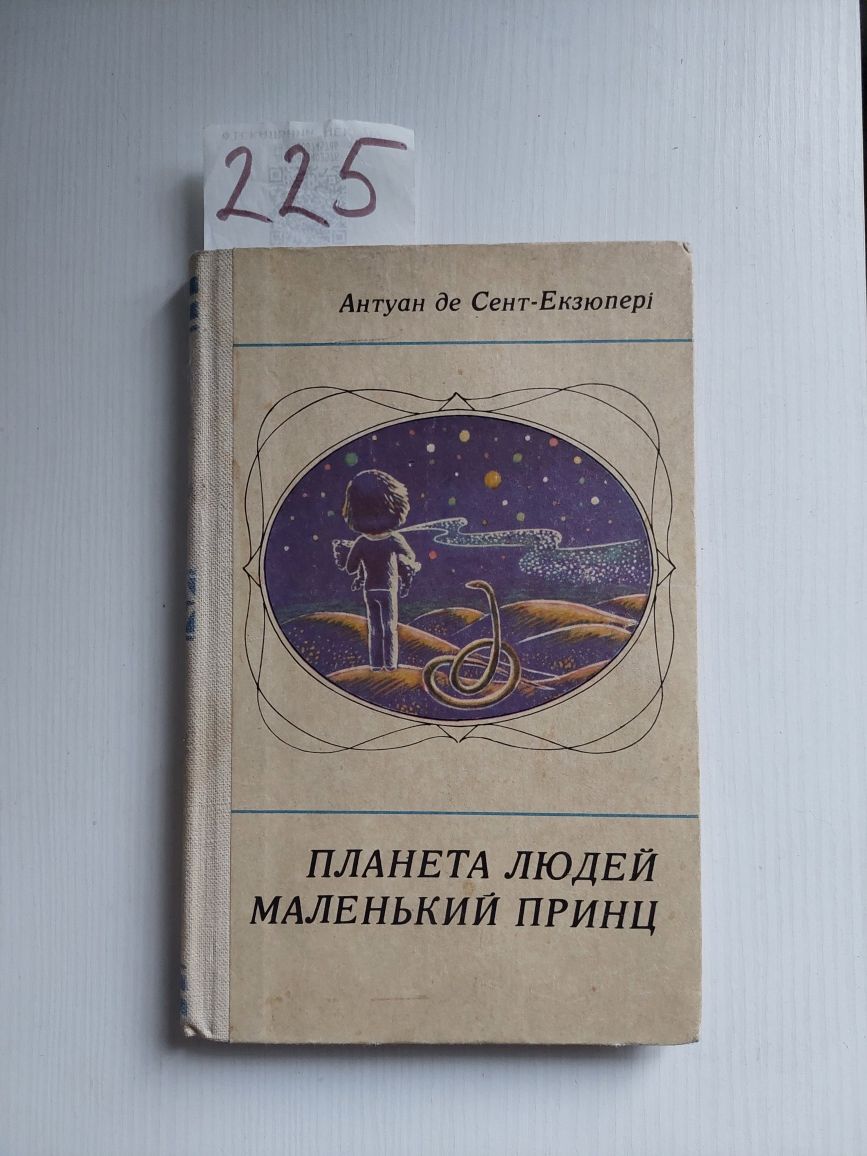 225
Антуан де Сент-Екзюпері
ПЛАНЕТА ЛЮДЕЙ
МАЛЕНЬКИЙ ПРИНЦ